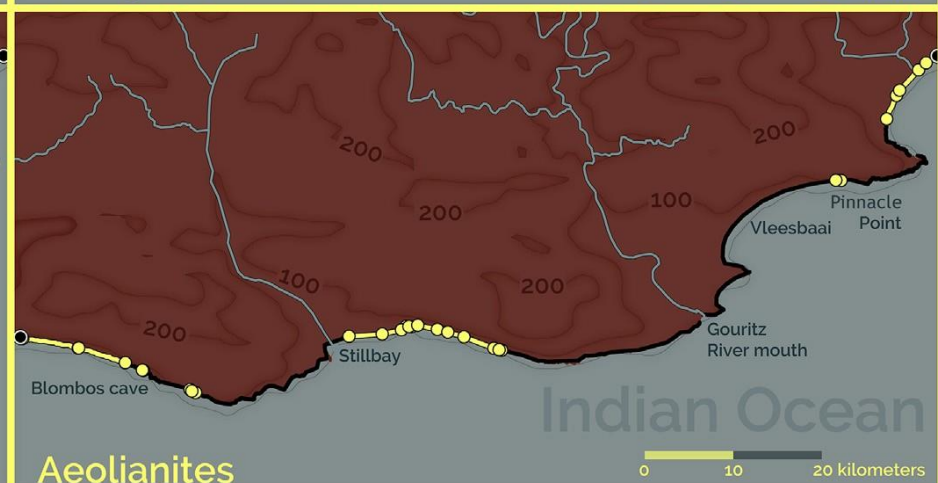 200
200
100
200
Pinnacle
Point
Vleesbaai
100
200
200
Stillbay
Gouritz
River mouth
Blombos cave
Indian Ocean
Aeolianites
0 10 20 kilometers